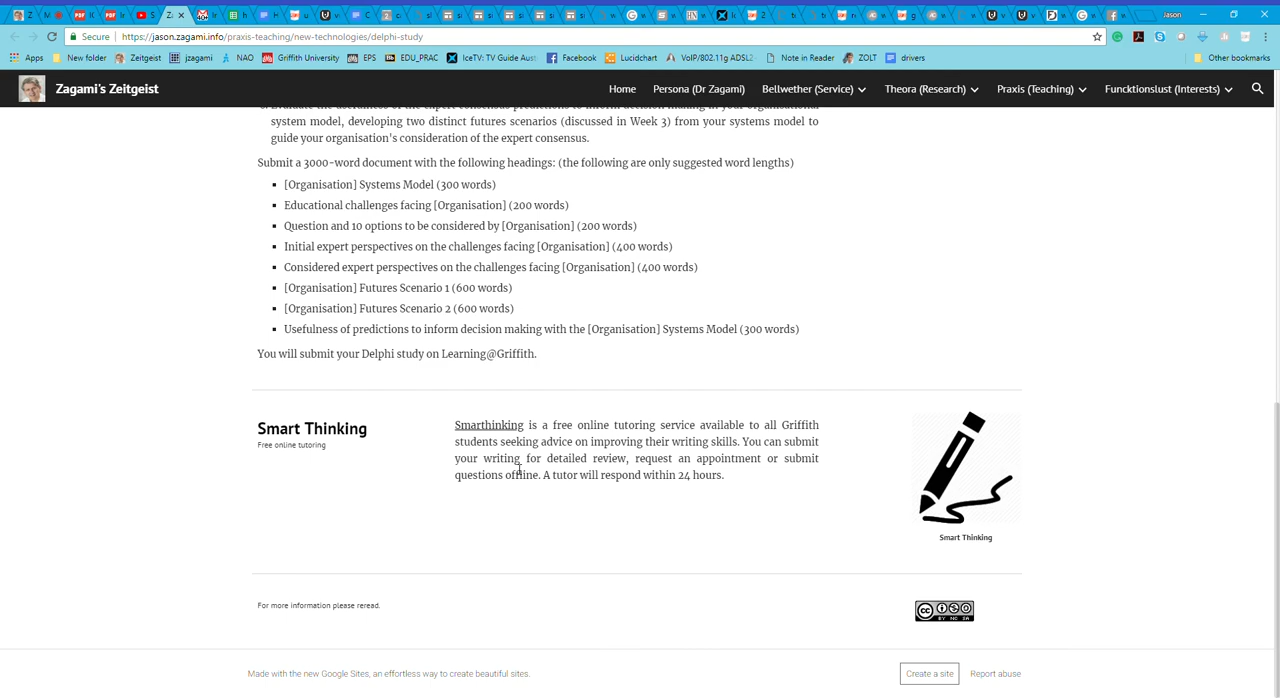 Jason
Secure https://jason.zagami.info/praxis-teaching/new-technologies/delphi-study
Apps New folder Zeitgeist jzagami NAO Griffith University EPS EDU_PRAC IceTV: TV Guide Aust Facebook Lucidchart VoIP/802.11g ADSL2 Note in Reader ZOLT drivers Other bookmarks
Zagami's Zeitgeist Home Persona (Dr Zagami) Bellwether (Service) Theora (Research) Praxis (Teaching) Funcktionslust (Interests)
system model, developing two distinct futures scenarios (discussed in Week 3) from your systems model to
guide your organisation's consideration of the expert consensus.
Submit a 3000-word document with the following headings: (the following are only suggested word lengths)
[Organisation] Systems Model (300 words)
Educational challenges facing [Organisation] (200 words)
Question and 10 options to be considered by [Organisation] (200 words)
Initial expert perspectives on the challenges facing [Organisation] (400 words)
Considered expert perspectives on the challenges facing [Organisation] (400 words)
[Organisation] Futures Scenario 1 (600 words)
[Organisation] Futures Scenario 2 (600 words)
Usefulness of predictions to inform decision making with the [Organisation] Systems Model (300 words)
You will submit your Delphi study on Learning@Griffith.
Smart Thinking
Free online tutoring
Smarthinking is a free online tutoring service available to all Griffith
students seeking advice on improving their writing skills. You can submit
your writing for detailed review, request an appointment or submit
questions offline. A tutor will respond within 24 hours.
Smart Thinking
For more information please reread.
CC BY NC SA
Made with the new Google Sites, an effortless way to create beautiful sites.
Create a site
Report abuse